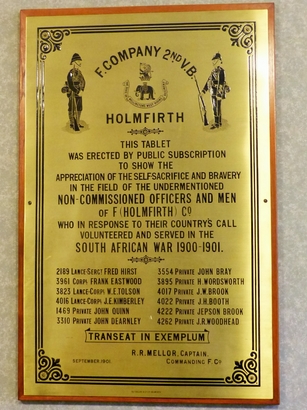 F. COMPANY 2ND V.B.
HOLMFIRTH
THIS TABLET
WAS ERECTED BY PUBLIC SUBSCRIPTION
TO SHOW THE
APPRECIATION OF THE SELFSACRIFICE AND BRAVERY
IN THE FIELD OF THE UNDERMENTIONED
NON-COMMISSIONED OFFICERS AND MEN
OF F (HOLMFIRTH) Co
WHO IN RESPONSE TO THEIR COUNTRYS CALL
VOLUNTEERED AND SERVED IN THE
SOUTH AFRICAN WAR 1900-1901.
2189 LANCE-SERGT FRED HIRST
3961 CORPL FRANK EASTWOOD
3823 LANCE-CORPL W.E. TOLSON
4016 LANCE-CORPL J.E. KIMBERLEY
1469 PRIVATE JOHN QUINN
3310 PRIVATE JOHN DEARNLEY
3554 PRIVATE JOHN BRAY
3895 PRIVATE H. WORDSWORTH
4017 PRIVATE J.W. BROOK
4022 PRIVATE J.H. BOOTH
4222 PRIVATE JEPSON BROOK
4262 PRIVATE J.R. WOODHEAD
TRANSEAT IN EXEMPLUM
R.R. MELLOR, CAPTAIN.
SEPTEMBER 1901. COMMANDING F. Co